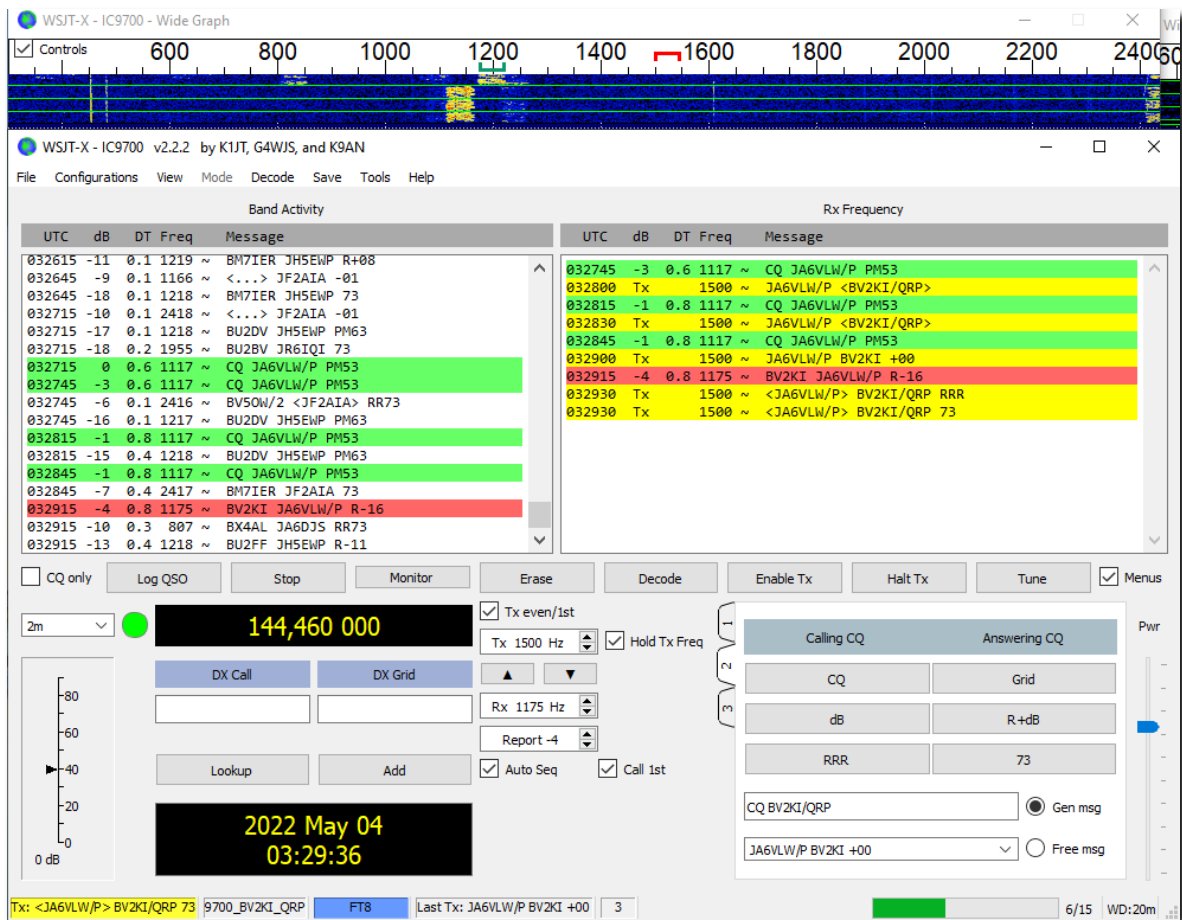 WSJT-X - IC9700 - Wide Graph
Wi
Controls 600 800 1000 1200 1400 1600 1800 2000 2200 2400
WSJT-X - IC9700 v2.2.2 by K1JT, G4WJS, and K9AN
File Configurations View Mode Decode Save Tools Help
Band Activity
UTC dB DT Freq Message
032615 -11 0.1 1219 ~ BM7IER JH5EWP R+08
032645 -9 0.1 1166 ~ <...> JF2AIA -01
032645 -18 0.1 1218 ~ BM7IER JH5EWP 73
032715 -10 0.1 2418 ~ <...> JF2AIA -01
032715 -17 0.1 1218 ~ BU2DV JH5EWP PM63
032715 -18 0.2 1955 ~ BU2BV JR6IQI 73
032715 0 0.6 1117 ~ CQ JA6VLW/P PM53
032745 -3 0.6 1117 ~ CQ JA6VLW/P PM53
032745 -6 0.1 2416 ~ BV5OW/2 <JF2AIA> RR73
032745 -16 0.1 1217 ~ BU2DV JH5EWP PM63
032815 -1 0.8 1117 ~ CQ JA6VLW/P PM53
032815 -15 0.4 1218 ~ BU2DV JH5EWP PM63
032845 -1 0.8 1117 ~ CQ JA6VLW/P PM53
032845 -7 0.4 2417 ~ BM7IER JF2AIA 73
032915 -4 0.8 1175 ~ BV2KI JA6VLW/P R-16
032915 -10 0.3 807 ~ BX4AL JA6DJS RR73
032915 -13 0.4 1218 ~ BU2FF JH5EWP R-11
Rx Frequency
UTC dB DT Freq Message
032745 -3 0.6 1117 ~ CQ JA6VLW/P PM53
032800 Tx 1500 ~ JA6VLW/P <BV2KI/QRP>
032815 -1 0.8 1117 ~ CQ JA6VLW/P PM53
032830 Tx 1500 ~ JA6VLW/P <BV2KI/QRP>
032845 -1 0.8 1117 ~ CQ JA6VLW/P PM53
032900 Tx 1500 ~ JA6VLW/P BV2KI +00
032915 -4 0.8 1175 ~ BV2KI JA6VLW/P R-16
032930 Tx 1500 ~ <JA6VLW/P> BV2KI/QRP RRR
032930 Tx 1500 ~ <JA6VLW/P> BV2KI/QRP 73
CQ only Log QSO Stop Monitor Erase Decode Enable Tx Halt Tx Tune Menus
2m
144,460 000
Tx even/1st
Tx 1500 Hz Hold Tx Freq
DX Call DX Grid
Rx 1175 Hz
Report -4
Lookup Add Auto Seq Call 1st
2022 May 04
03:29:36
-80
-60
-40
-20
-0
0 dB
1
2
3
Calling CQ Answering CQ
CQ Grid
dB R+dB
RRR 73
CQ BV2KI/QRP Gen msg
JA6VLW/P BV2KI +00 Free msg
Pwr
Tx: <JA6VLW/P> BV2KI/QRP 73 9700_BV2KI_QRP FT8 Last Tx: JA6VLW/P BV2KI +00 3 6/15 WD:20m